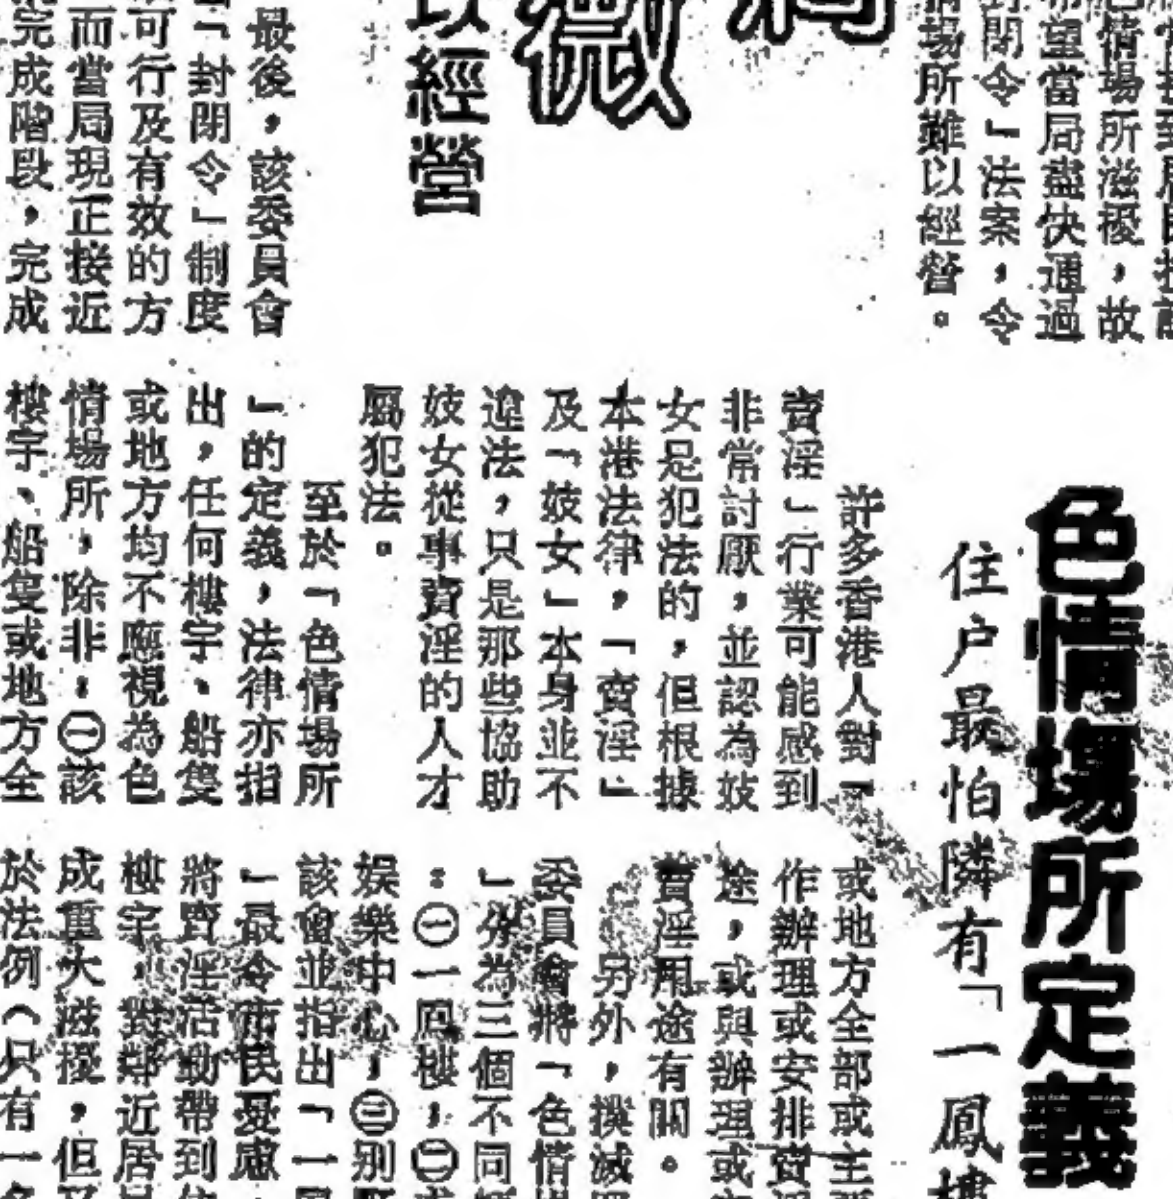 情場所滋擾，故
望當局盡快通過
閉令」法案，令
場所難以經營。
微
以經營
最後，該委員會
「封閉令」制度
可行及有效的方
而當局現正接近
完成階段，完成
色情場所定義
住户最怕隣有「一鳳樓
許多香港人對「
賣淫」行業可能感到
非常討厭，並認為妓
女是犯法的，但根據
本港法律，「賣淫」
及「妓女」本身並不
違法，只是那些協助
妓女從事賣淫的人才
屬犯法。
至於「色情場所
」的定義，法律亦指
出，任何樓宇、船隻
或地方均不應視為色
情場所，除非：㊀該
樓宇、船隻或地方全
或地方全部或主要
作辦理或安排賣淫
途，或與辦理或安
賣淫用途有關。
另外，撲滅罪
委員會將「色情場
」分為三個不同
：㊀一鳳樓；㊁
娛樂中心；㊂别墅
該會並指出「一鳳
」最令市民憂慮，
將賣淫活動帶到
樓宇，對鄰近居民
成重大滋擾，但
於法例（只有一名